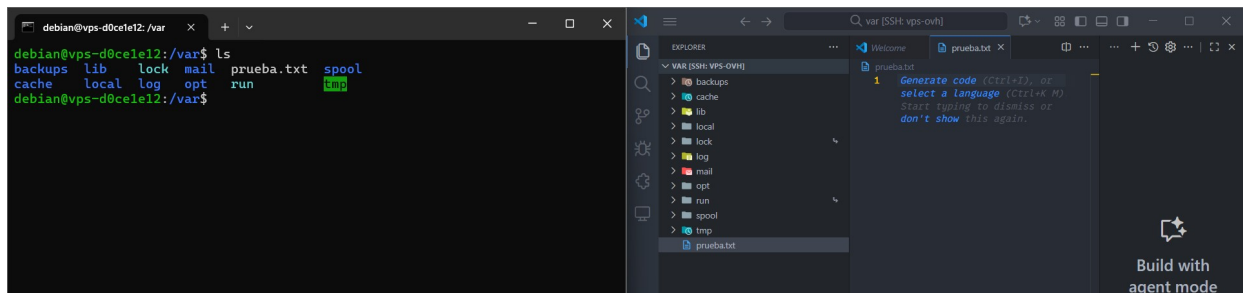 debian@vps-d0ce1e12: /var
debian@vps-d0ce1e12:/var$ ls
backups lib lock mail prueba.txt spool
cache local log opt run tmp
debian@vps-d0ce1e12:/var$
var [SSH: vps-ovh]
EXPLORER
VAR [SSH: VPS-OVH]
backups
cache
lib
local
lock
log
mail
opt
run
spool
tmp
prueba.txt
Welcome
prueba.txt
prueba.txt
1 Generate code (Ctrl+I), or
select a language (Ctrl+K M)
Start typing to dismiss or
don't show this again.
Build with
agent mode